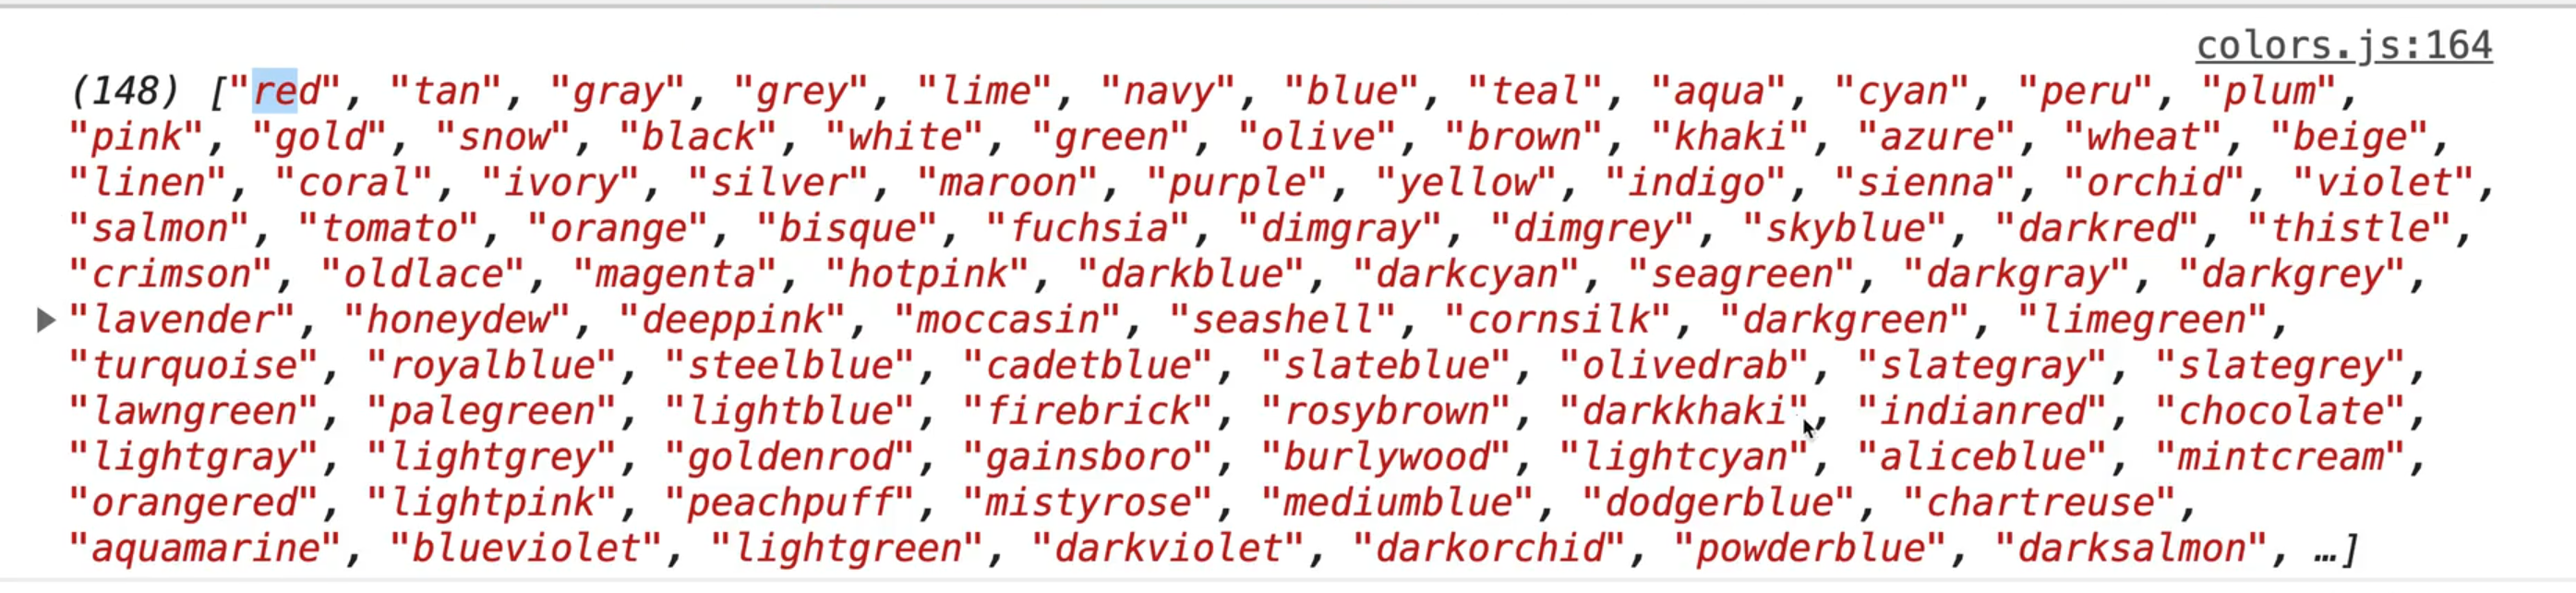 colors.js:164
(148) ["red", "tan", "gray", "grey", "lime", "navy", "blue", "teal", "aqua", "cyan", "peru", "plum",
"pink", "gold", "snow", "black", "white", "green", "olive", "brown", "khaki", "azure", "wheat", "beige",
"linen", "coral", "ivory", "silver", "maroon", "purple", "yellow", "indigo", "sienna", "orchid", "violet",
"salmon", "tomato", "orange", "bisque", "fuchsia", "dimgray", "dimgrey", "skyblue", "darkred", "thistle",
"crimson", "oldlace", "magenta", "hotpink", "darkblue", "darkcyan", "seagreen", "darkgray", "darkgrey",
"lavender", "honeydew", "deeppink", "moccasin", "seashell", "cornsilk", "darkgreen", "limegreen",
"turquoise", "royalblue", "steelblue", "cadetblue", "slateblue", "olivedrab", "slategray", "slategrey",
"lawngreen", "palegreen", "lightblue", "firebrick", "rosybrown", "darkkhaki", "indianred", "chocolate",
"lightgray", "lightgrey", "goldenrod", "gainsboro", "burlywood", "lightcyan", "aliceblue", "mintcream",
"orangered", "lightpink", "peachpuff", "mistyrose", "mediumblue", "dodgerblue", "chartreuse",
"aquamarine", "blueviolet", "lightgreen", "darkviolet", "darkorchid", "powderblue", "darksalmon", …]